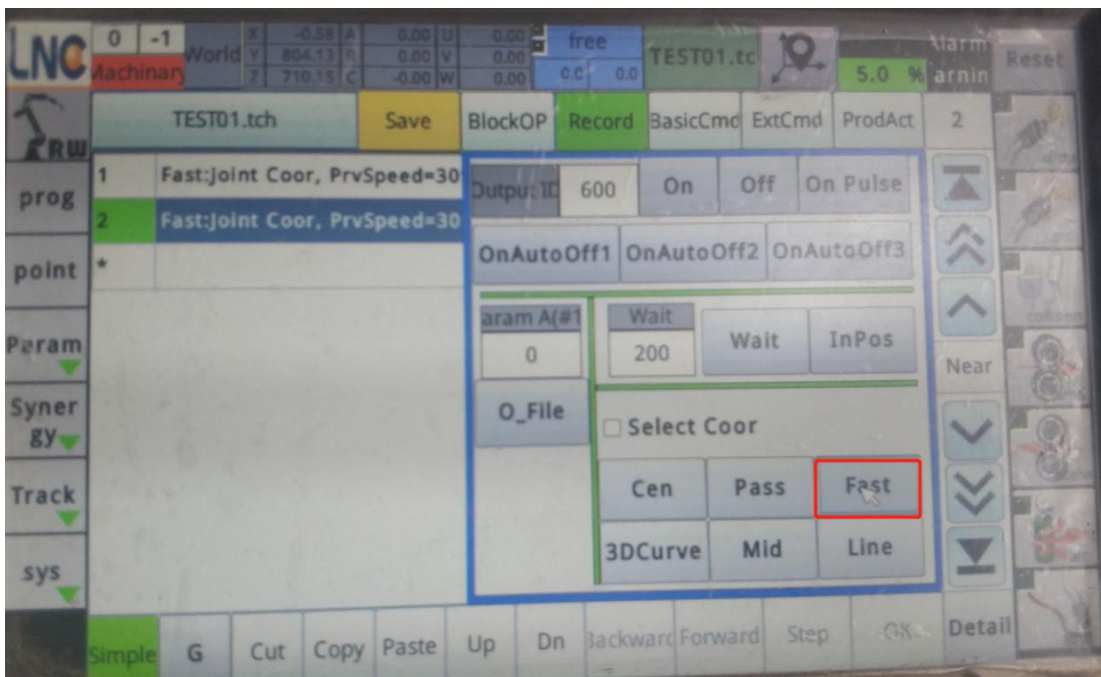 LNC 0 -1 World X -0.58 A 0.00 U 0.00 free TEST01.tc Alarm Reset
Machinary Y 804.13 B 0.00 V 0.00 0.0 0.0 5.0 % arnin
Z 710.15 C -0.00 W 0.00
RW TEST01.tch Save BlockOP Record BasicCmd ExtCmd ProdAct 2
prog 1 Fast:Joint Coor, PrvSpeed=30 Output ID 600 On Off On Pulse
2 Fast:Joint Coor, PrvSpeed=30
point * OnAutoOff1 OnAutoOff2 OnAutoOff3
Param aram A(#1 Wait
0 200 Wait InPos Near
Syner
gy O_File Select Coor
Track Cen Pass Fast
sys 3DCurve Mid Line
Simple G Cut Copy Paste Up Dn Backward Forward Step OK Detail